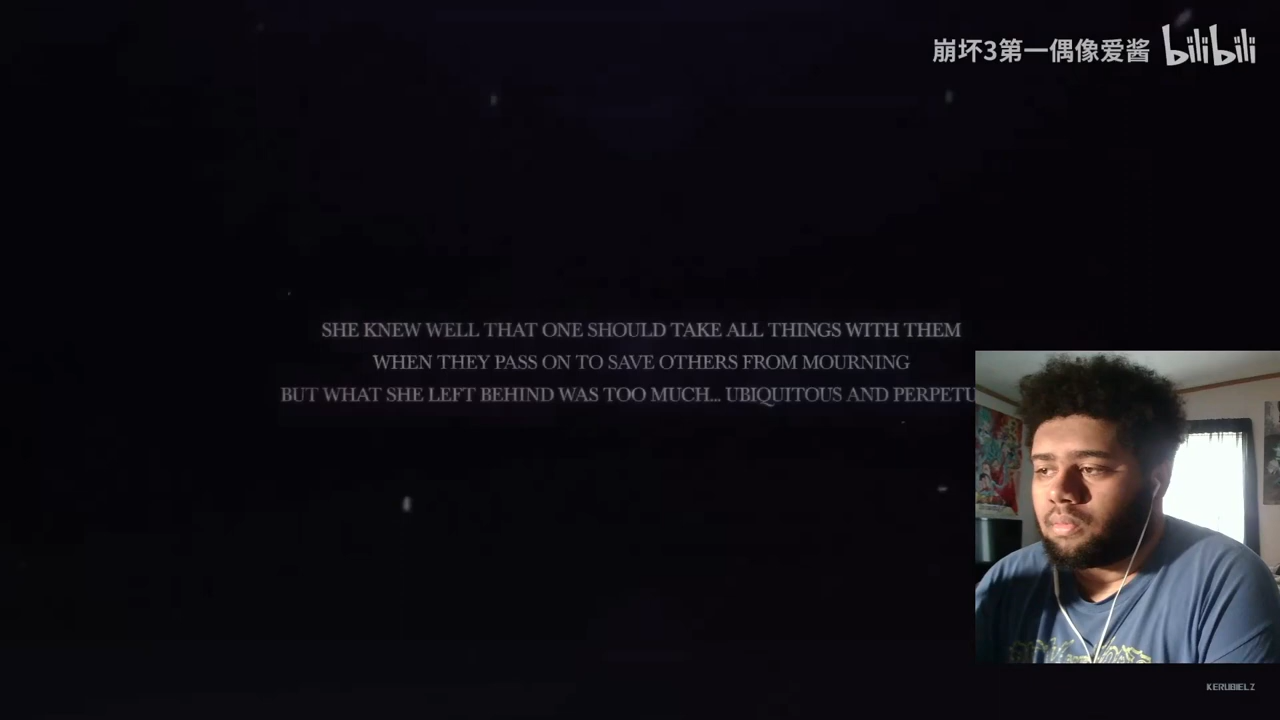 崩坏3第一偶像爱酱 bilibili
SHE KNEW WELL THAT ONE SHOULD TAKE ALL THINGS WITH THEM
WHEN THEY PASS ON TO SAVE OTHERS FROM MOURNING
BUT WHAT SHE LEFT BEHIND WAS TOO MUCH... UBIQUITOUS AND PERPETU
KERUBIELZ